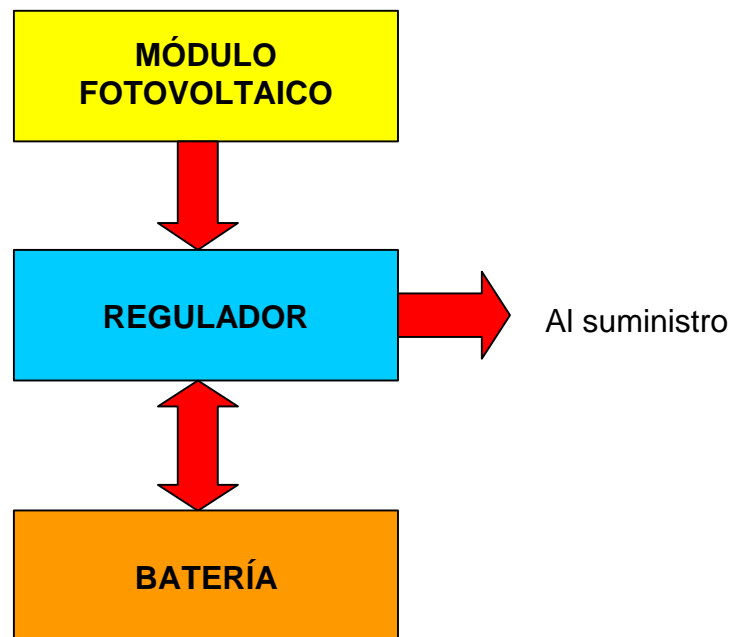 MÓDULO
FOTOVOLTAICO
REGULADOR
Al suministro
BATERÍA